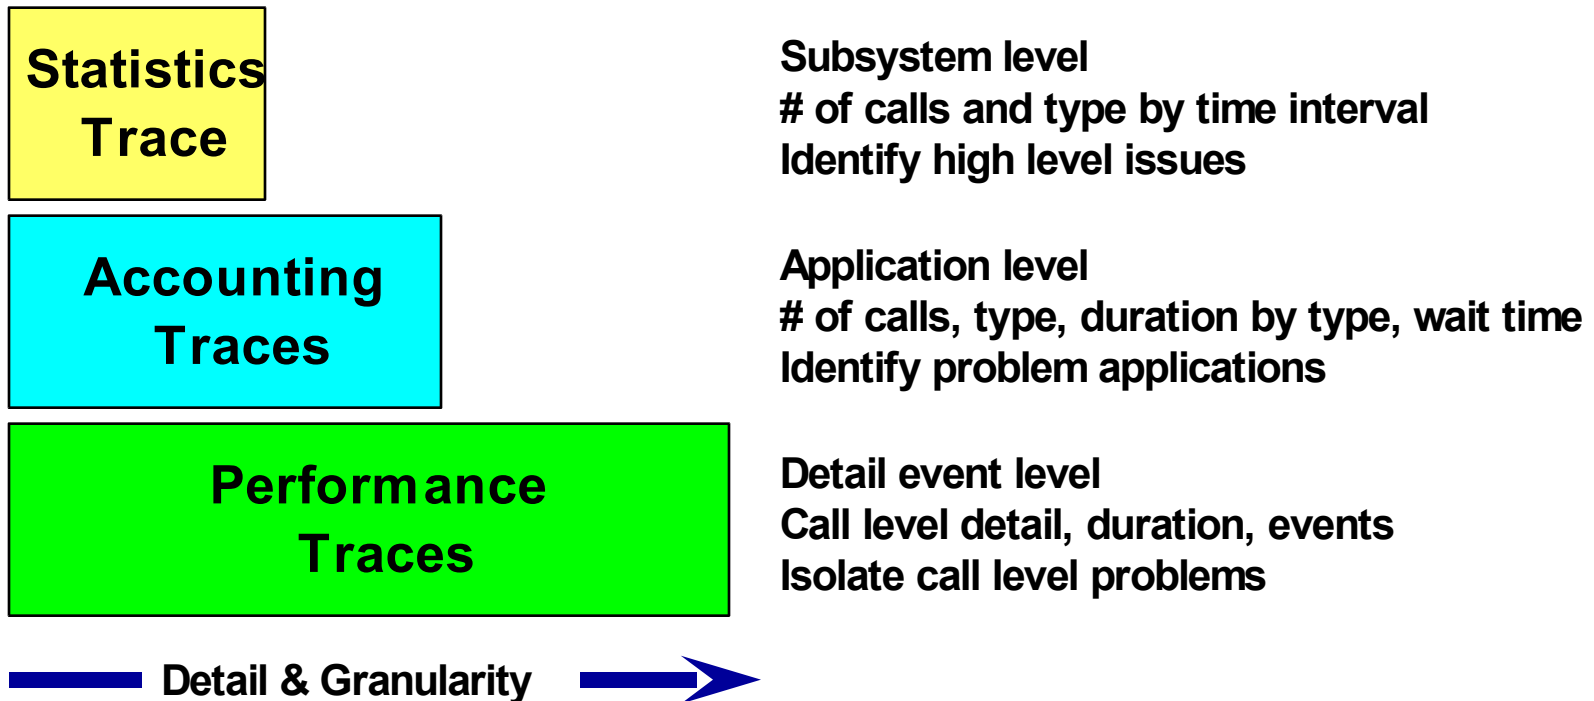 Statistics
Trace
Subsystem level
# of calls and type by time interval
Identify high level issues
Accounting
Traces
Application level
# of calls, type, duration by type, wait time
Identify problem applications
Performance
Traces
Detail event level
Call level detail, duration, events
Isolate call level problems
Detail & Granularity